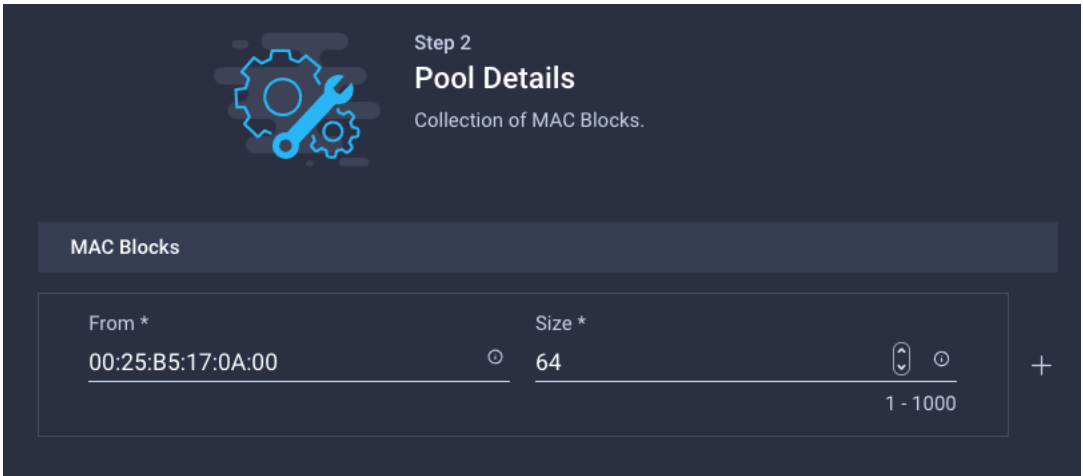 Step 2
Pool Details
Collection of MAC Blocks.
MAC Blocks
From *
Size *
00:25:B5:17:0A:00
64
1 - 1000